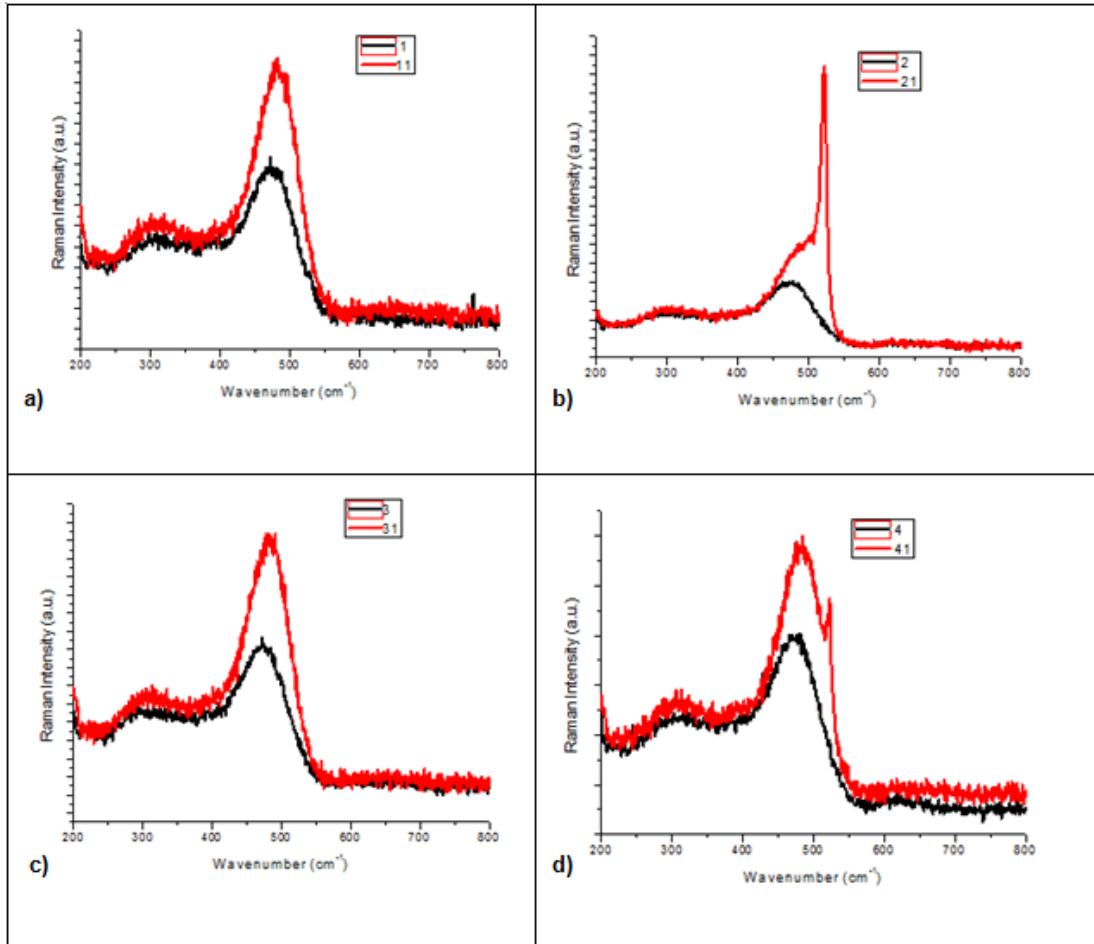 1
11
Raman Intensity (a.u.)
200 300 400 500 600 700 800
Wavenumber (cm⁻¹)
a)
2
21
Raman Intensity (a.u.)
200 300 400 500 600 700 800
Wavenumber (cm⁻¹)
b)
3
31
Raman Intensity (a.u.)
200 300 400 500 600 700 800
Wavenumber (cm⁻¹)
c)
4
41
Raman Intensity (a.u.)
200 300 400 500 600 700 800
Wavenumber (cm⁻¹)
d)